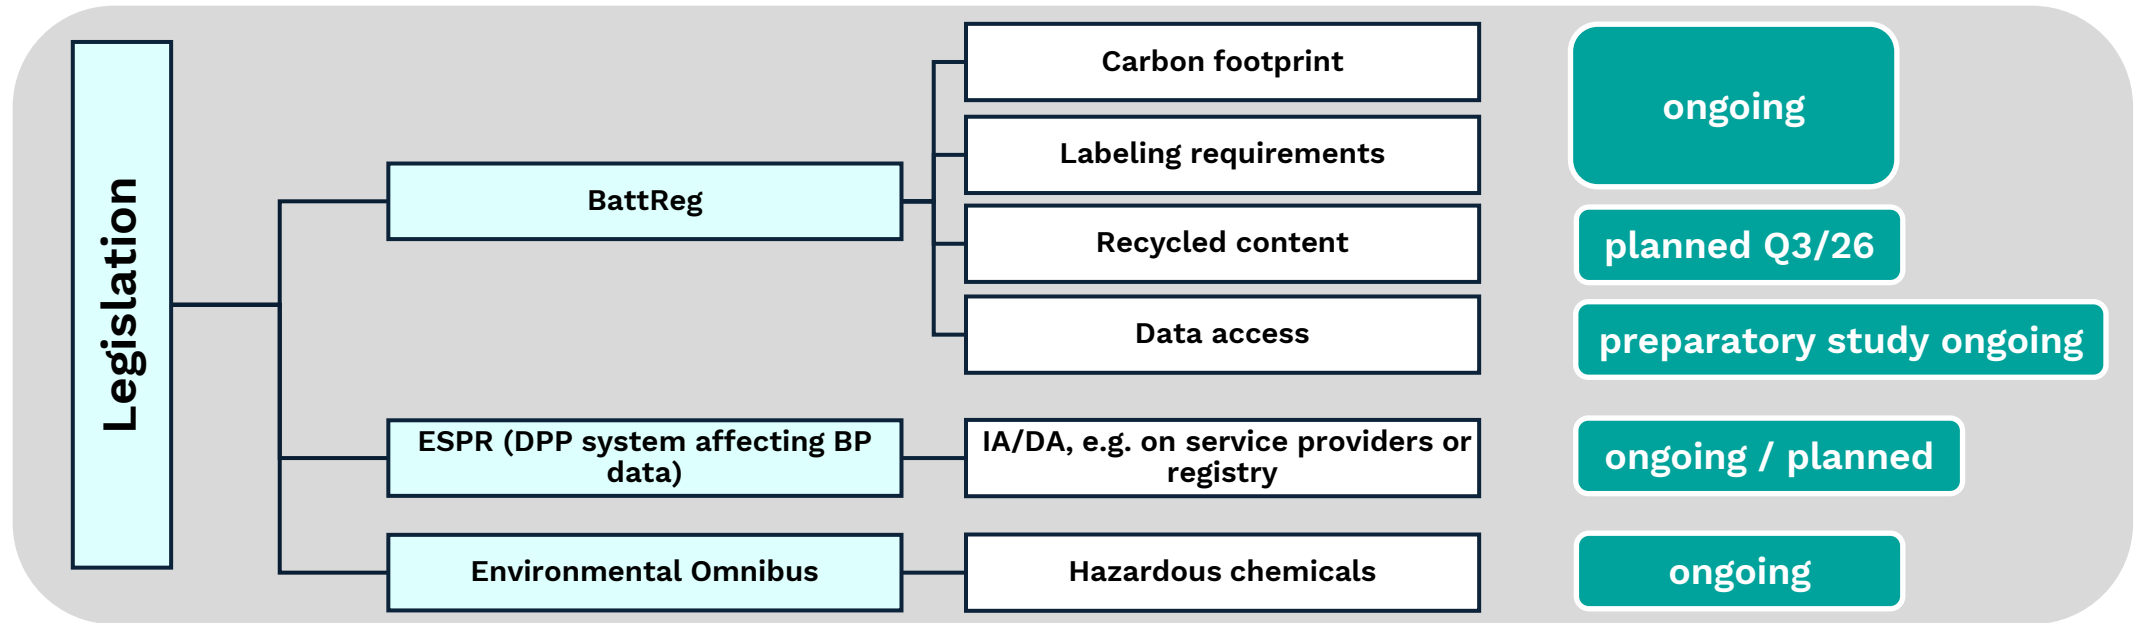 Legislation
BattReg
Carbon footprint
Labeling requirements
Recycled content
Data access
ongoing
planned Q3/26
preparatory study ongoing
ESPR (DPP system affecting BP
data)
IA/DA, e.g. on service providers or
registry
ongoing / planned
Environmental Omnibus
Hazardous chemicals
ongoing